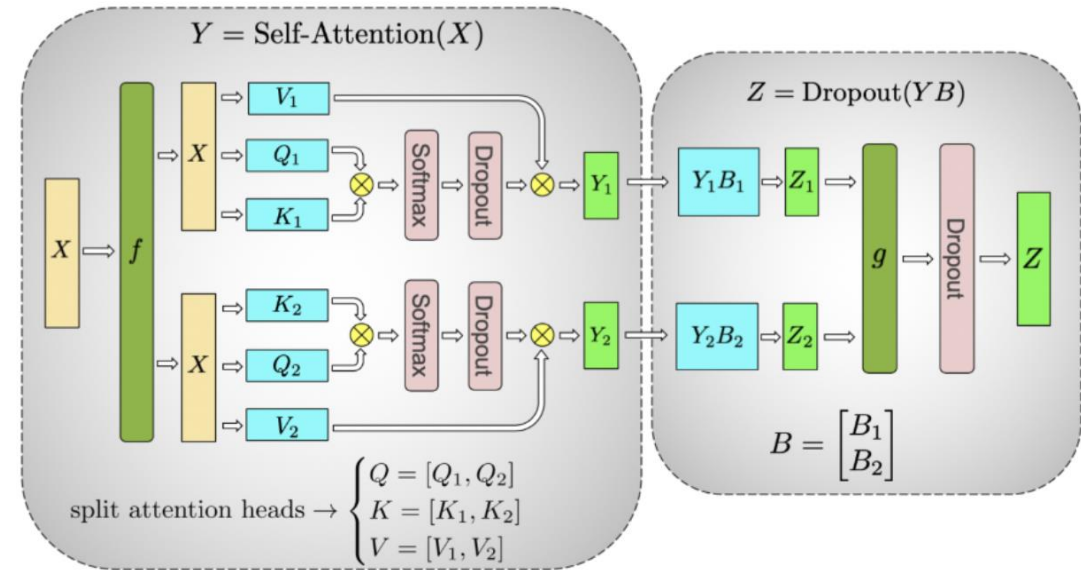 Y = Self-Attention(X)
X
f
X
V₁
Q₁
K₁
⊗
Softmax
Dropout
⊗
Y₁
X
K₂
Q₂
V₂
⊗
Softmax
Dropout
⊗
Y₂
split attention heads → { Q = [Q₁, Q₂]
K = [K₁, K₂]
V = [V₁, V₂]
Z = Dropout(YB)
Y₁B₁
Z₁
Y₂B₂
Z₂
g
Dropout
Z
B = [B₁
B₂]